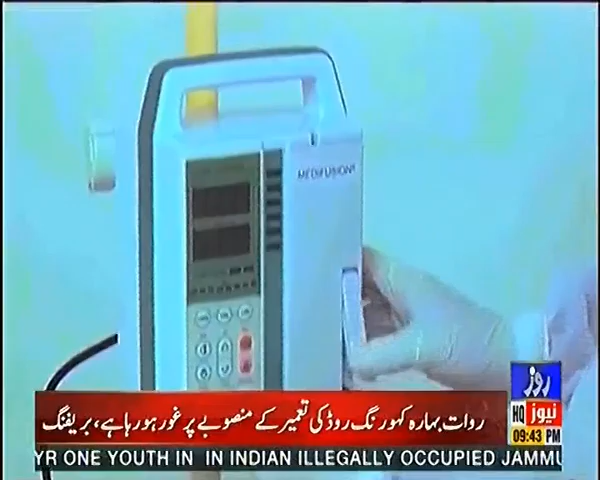 MEDIFUSION
روات بہارہ کہو رنگ روڈ کی تعمیر کے منصوبے پر غور ہو رہا ہے، بریفنگ
روز
HQ نیوز
09:43 PM
YR ONE YOUTH IN IN INDIAN ILLEGALLY OCCUPIED JAMMU